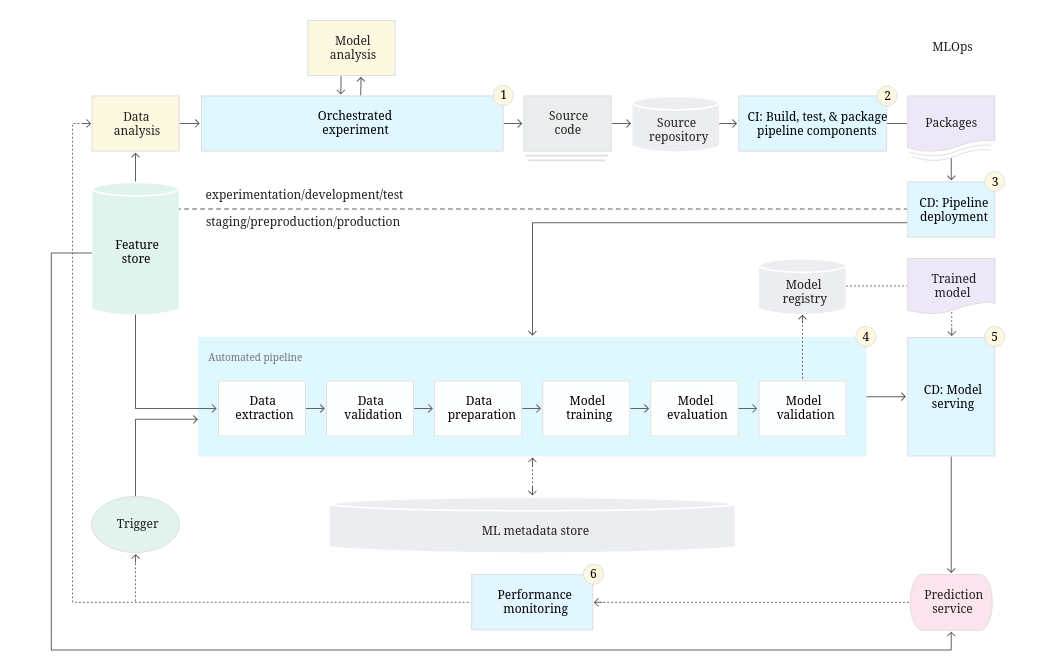 Model
analysis
MLOps
1
2
Data
analysis
Orchestrated
experiment
Source
code
Source
repository
CI: Build, test, & package
pipeline components
Packages
3
experimentation/development/test
CD: Pipeline
deployment
staging/preproduction/production
Feature
store
Model
registry
Trained
model
4
5
Automated pipeline
Data
extraction
Data
validation
Data
preparation
Model
training
Model
evaluation
Model
validation
CD: Model
serving
Trigger
ML metadata store
6
Performance
monitoring
Prediction
service